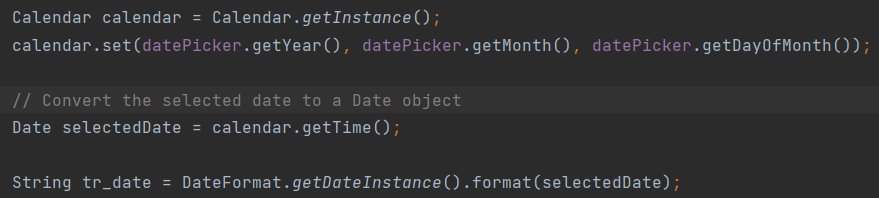 Calendar calendar = Calendar.getInstance();
calendar.set(datePicker.getYear(), datePicker.getMonth(), datePicker.getDayOfMonth());
// Convert the selected date to a Date object
Date selectedDate = calendar.getTime();
String tr_date = DateFormat.getDateInstance().format(selectedDate);